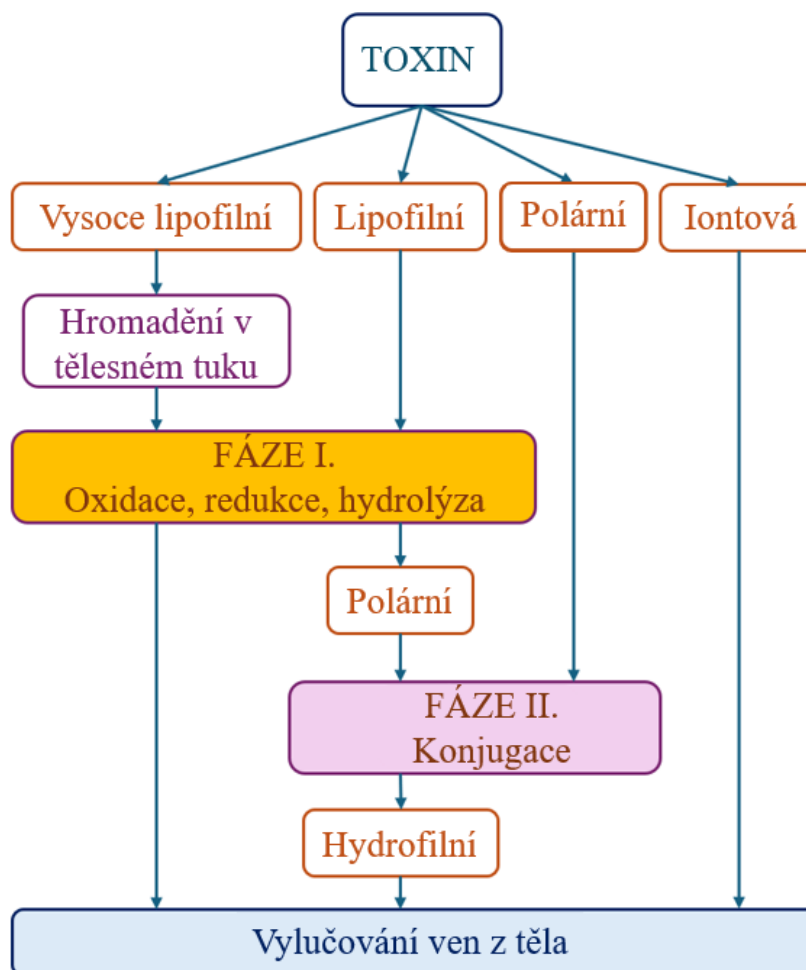 TOXIN
Vysoce lipofilní
Lipofilní
Polární
Iontová
Hromadění v
tělesném tuku
FÁZE I.
Oxidace, redukce, hydrolýza
Polární
FÁZE II.
Konjugace
Hydrofilní
Vylučování ven z těla